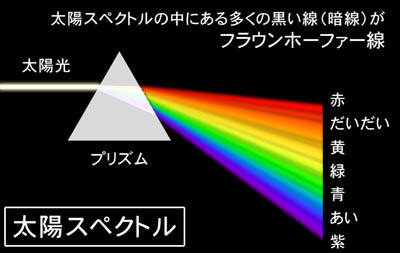 太陽スペクトルの中にある多くの黒い線（暗線）が
フラウンホーファー線
太陽光
プリズム
赤
だいだい
黄
緑
青
あい
紫
太陽スペクトル